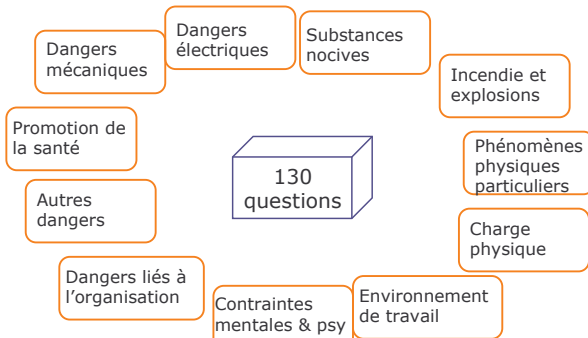 Dangers
mécaniques
Dangers
électriques
Substances
nocives
Incendie et
explosions
Phénomènes
physiques
particuliers
Charge
physique
Environnement
de travail
Contraintes
mentales & psy
Dangers liés à
l’organisation
Autres
dangers
Promotion de
la santé
130
questions